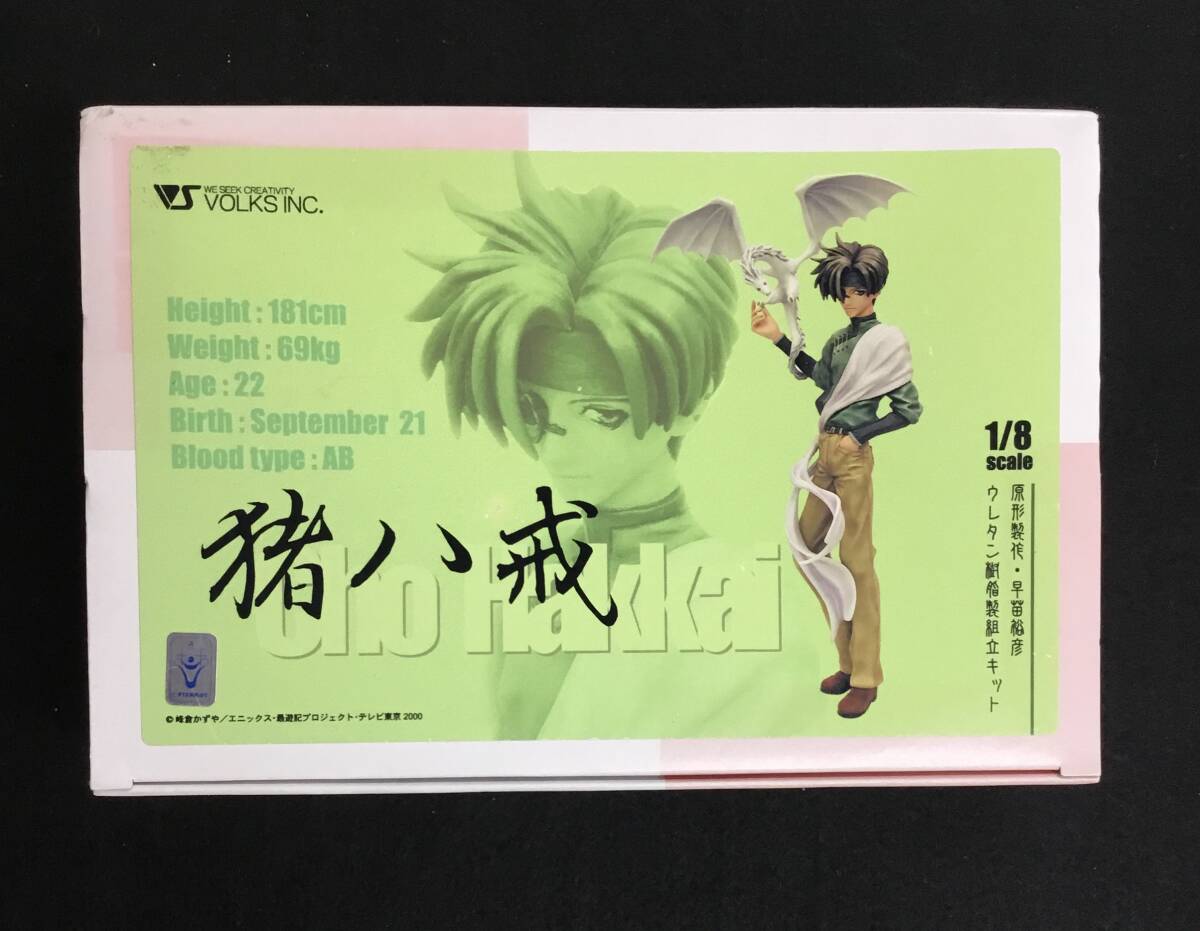 WE SEEK CREATIVITY
VOLKS INC.
Height : 181cm
Weight : 69kg
Age : 22
Birth : September 21
Blood type : AB
猪八戒
Cho Hakkai
1/8
scale
原形製作・早苗裕彦
ウレタン樹脂製組立キット
© 峰倉かずや／エニックス・最遊記プロジェクト・テレビ東京 2000